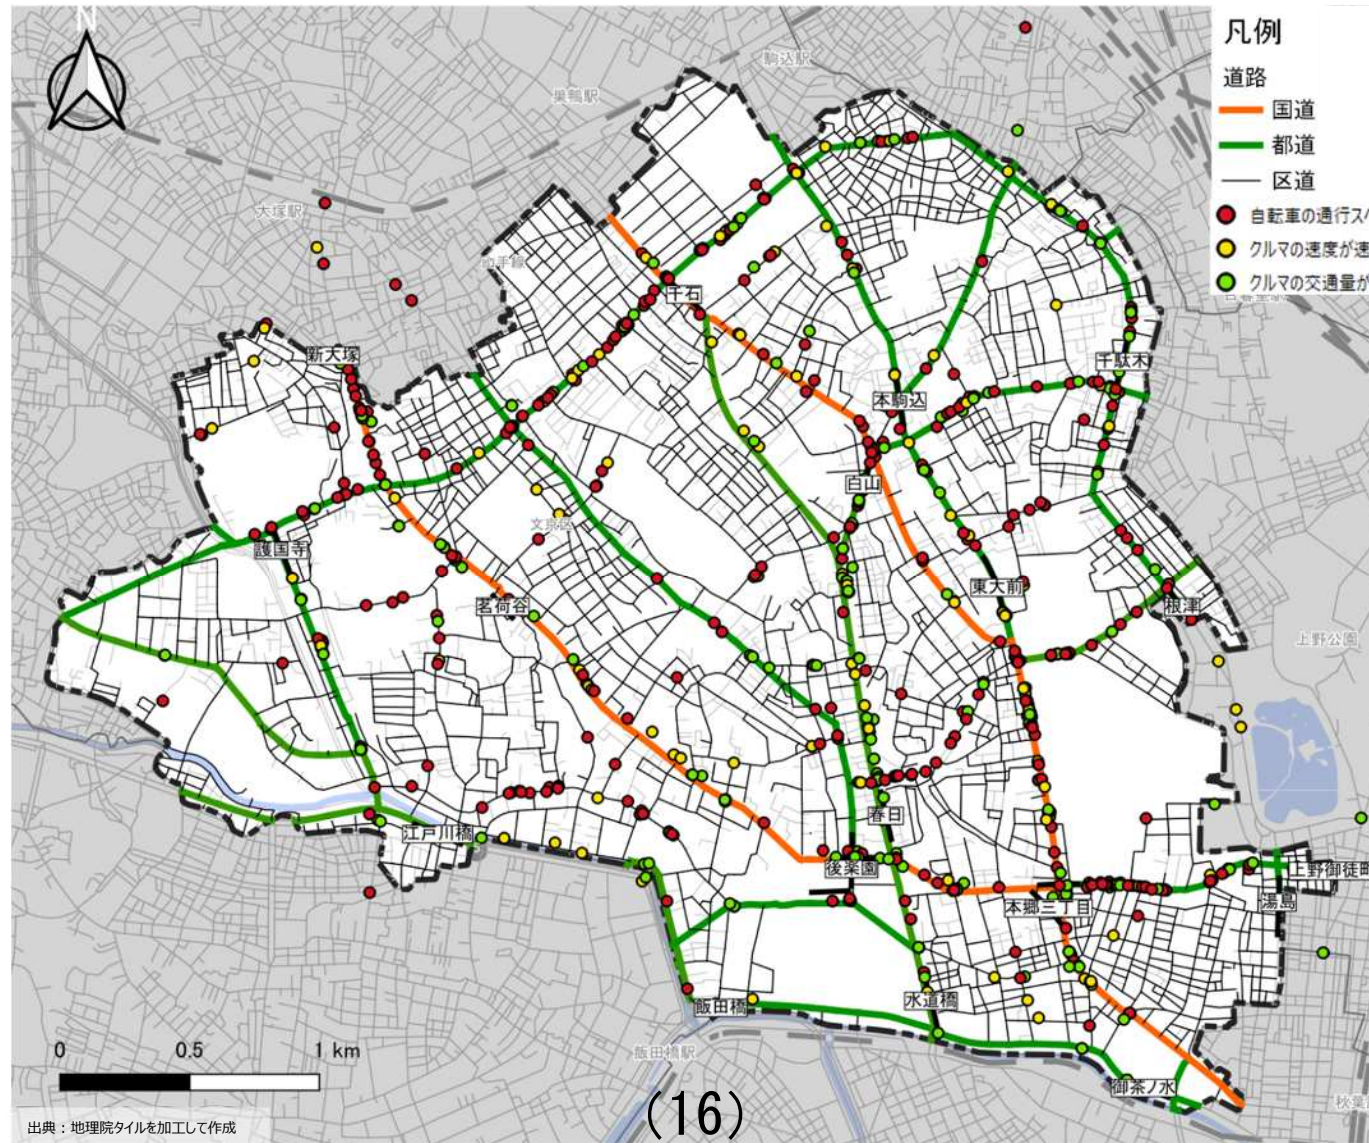 N
駒込駅
巣鴨駅
大塚駅
山手線
凡例
道路
国道
都道
区道
自転車の通行ス
クルマの速度が速
クルマの交通量が
千石
新大塚
千駄木
本駒込
白山
文京区
護国寺
東大前
茗荷谷
根津
上野公園
春日
江戸川橋
後楽園
上野御徒町
本郷三丁目
湯島
飯田橋
水道橋
飯田橋駅
御茶ノ水
秋葉
0 0.5 1 km
(16)
出典：地理院タイルを加工して作成